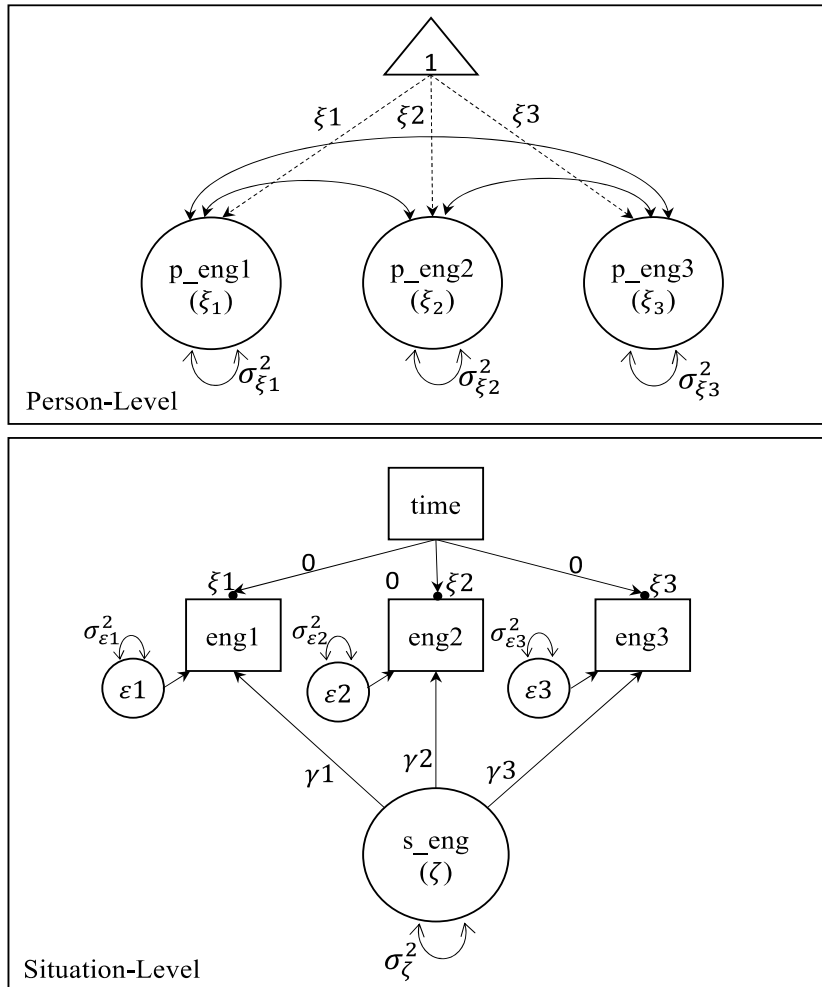 1
ξ1 ξ2 ξ3
p_eng1 p_eng2 p_eng3
(ξ₁) (ξ₂) (ξ₃)
σ²ξ1 σ²ξ2 σ²ξ3
Person-Level
time
0 0 0
ξ1 ξ2 ξ3
σ²ε1 σ²ε2 σ²ε3
eng1 eng2 eng3
ε1 ε2 ε3
γ1 γ2 γ3
s_eng
(ζ)
σ²ζ
Situation-Level